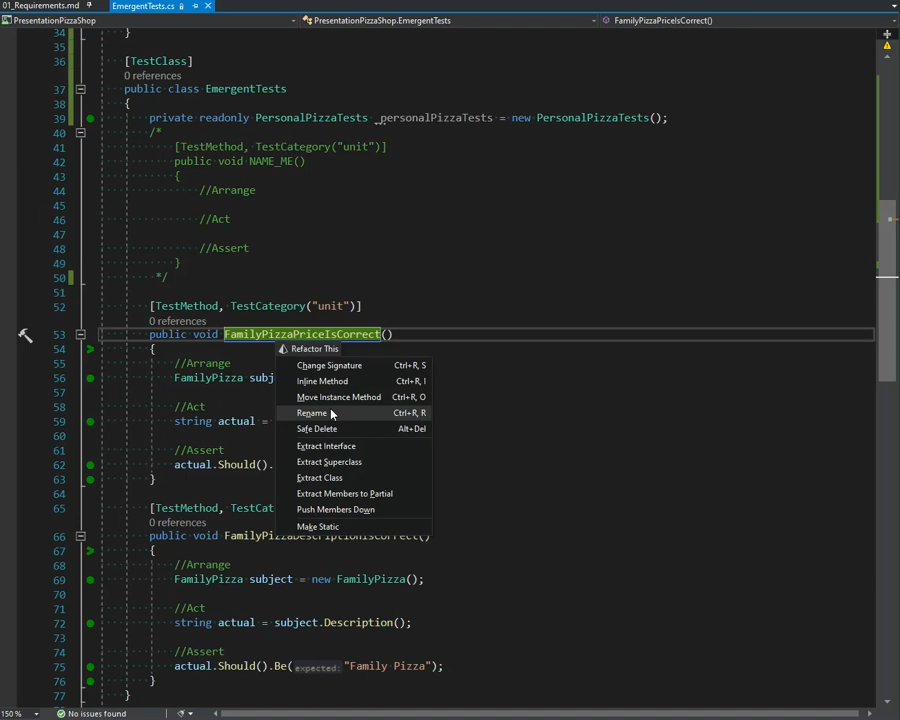 01_Requirements.md
EmergentTests.cs
PresentationPizzaShop
PresentationPizzaShop.EmergentTests
FamilyPizzaPriceIsCorrect()
34 }
35
36 [TestClass]
0 references
37 public class EmergentTests
38 {
39 private readonly PersonalPizzaTests _personalPizzaTests = new PersonalPizzaTests();
40 /*
41 [TestMethod, TestCategory("unit")]
42 public void NAME_ME()
43 {
44 //Arrange
45
46 //Act
47
48 //Assert
49 }
50 */
51
52 [TestMethod, TestCategory("unit")]
0 references
53 public void FamilyPizzaPriceIsCorrect()
54 {
55 //Arrange
56 FamilyPizza subj
58 //Act
59 string actual =
61 //Assert
62 actual.Should().
63 }
64
65 [TestMethod, TestCat
0 references
66 public void FamilyPizzaDescriptionIsCorrect()
67 {
68 //Arrange
69 FamilyPizza subject = new FamilyPizza();
70
71 //Act
72 string actual = subject.Description();
73
74 //Assert
75 actual.Should().Be(expected: "Family Pizza");
76 }
77 }
Refactor This
Change Signature Ctrl+R, S
Inline Method Ctrl+R, I
Move Instance Method Ctrl+R, O
Rename Ctrl+R, R
Safe Delete Alt+Del
Extract Interface
Extract Superclass
Extract Class
Extract Members to Partial
Push Members Down
Make Static
150 %
No issues found